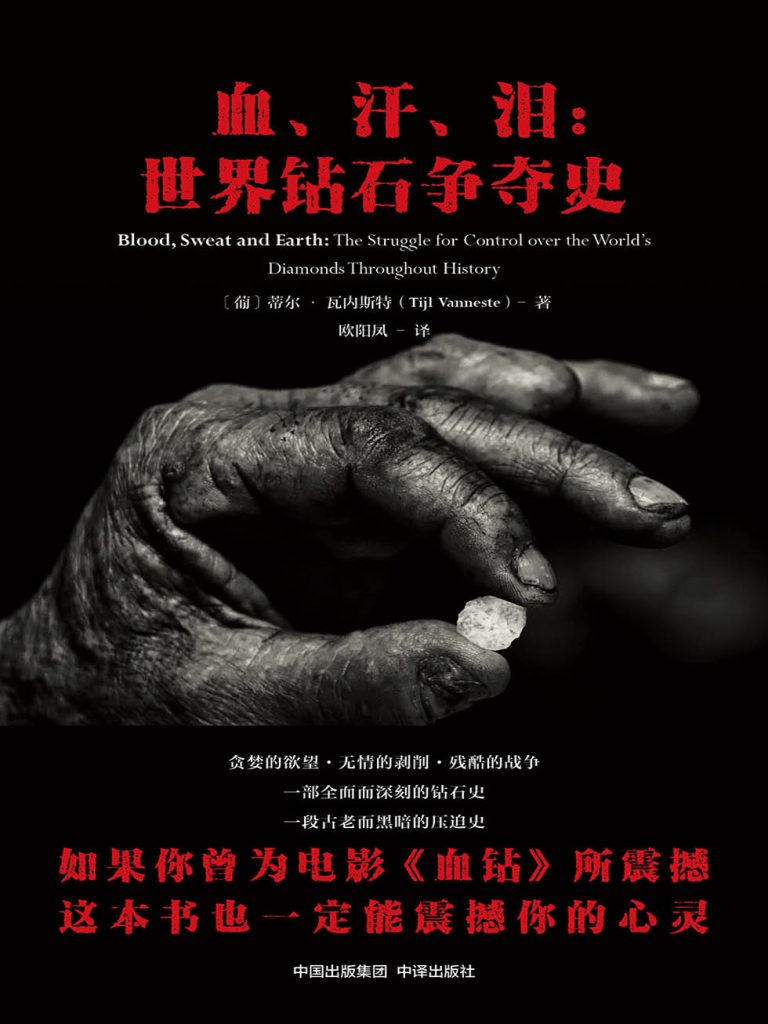 血、汗、泪：
世界钻石争夺史
Blood, Sweat and Earth: The Struggle for Control over the World's
Diamonds Throughout History
〔葡〕蒂尔 · 瓦内斯特（Tijl Vanneste）– 著
欧阳凤 – 译
贪婪的欲望·无情的剥削·残酷的战争
一部全面而深刻的钻石史
一段古老而黑暗的压迫史
如果你曾为电影《血钻》所震撼
这本书也一定能震撼你的心灵
中国出版集团 中译出版社